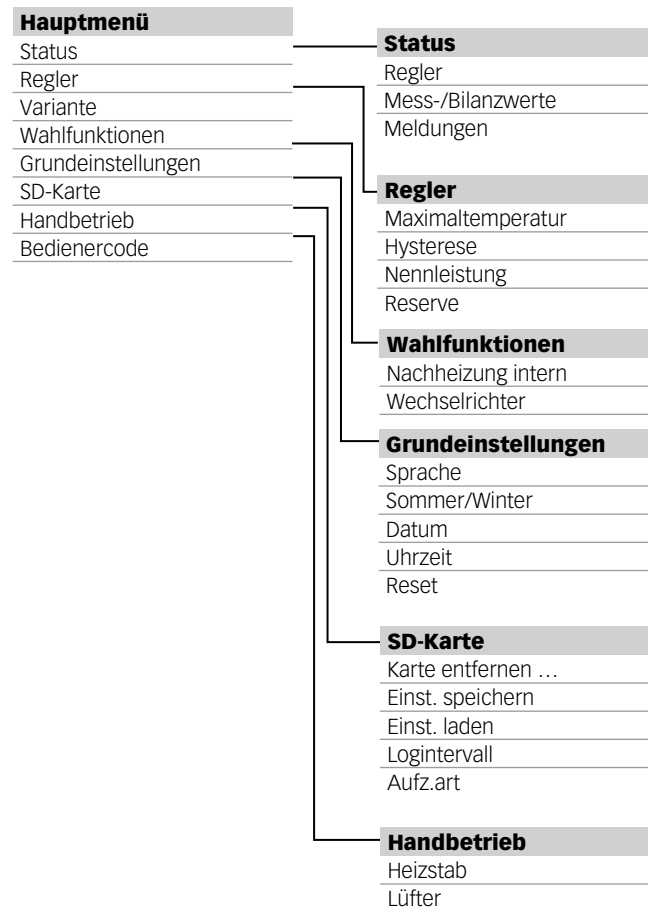 Hauptmenü
Status
Regler
Variante
Wahlfunktionen
Grundeinstellungen
SD-Karte
Handbetrieb
Bedienercode
Status
Regler
Mess-/Bilanzwerte
Meldungen
Regler
Maximaltemperatur
Hysterese
Nennleistung
Reserve
Wahlfunktionen
Nachheizung intern
Wechselrichter
Grundeinstellungen
Sprache
Sommer/Winter
Datum
Uhrzeit
Reset
SD-Karte
Karte entfernen …
Einst. speichern
Einst. laden
Logintervall
Aufz.art
Handbetrieb
Heizstab
Lüfter